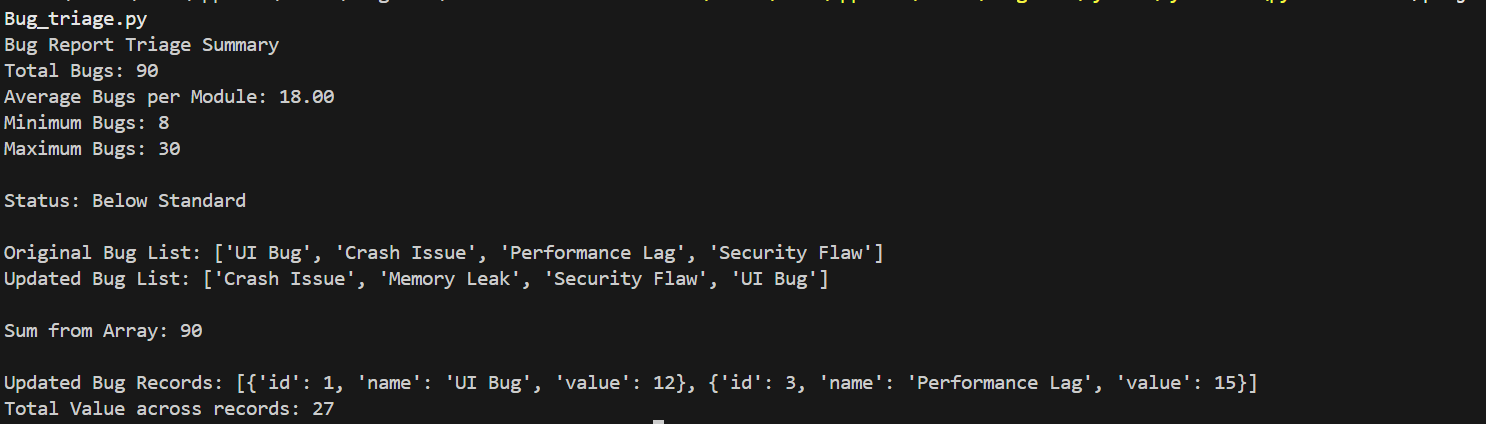 Bug_triage.py
Bug Report Triage Summary
Total Bugs: 90
Average Bugs per Module: 18.00
Minimum Bugs: 8
Maximum Bugs: 30
Status: Below Standard
Original Bug List: ['UI Bug', 'Crash Issue', 'Performance Lag', 'Security Flaw']
Updated Bug List: ['Crash Issue', 'Memory Leak', 'Security Flaw', 'UI Bug']
Sum from Array: 90
Updated Bug Records: [{'id': 1, 'name': 'UI Bug', 'value': 12}, {'id': 3, 'name': 'Performance Lag', 'value': 15}]
Total Value across records: 27